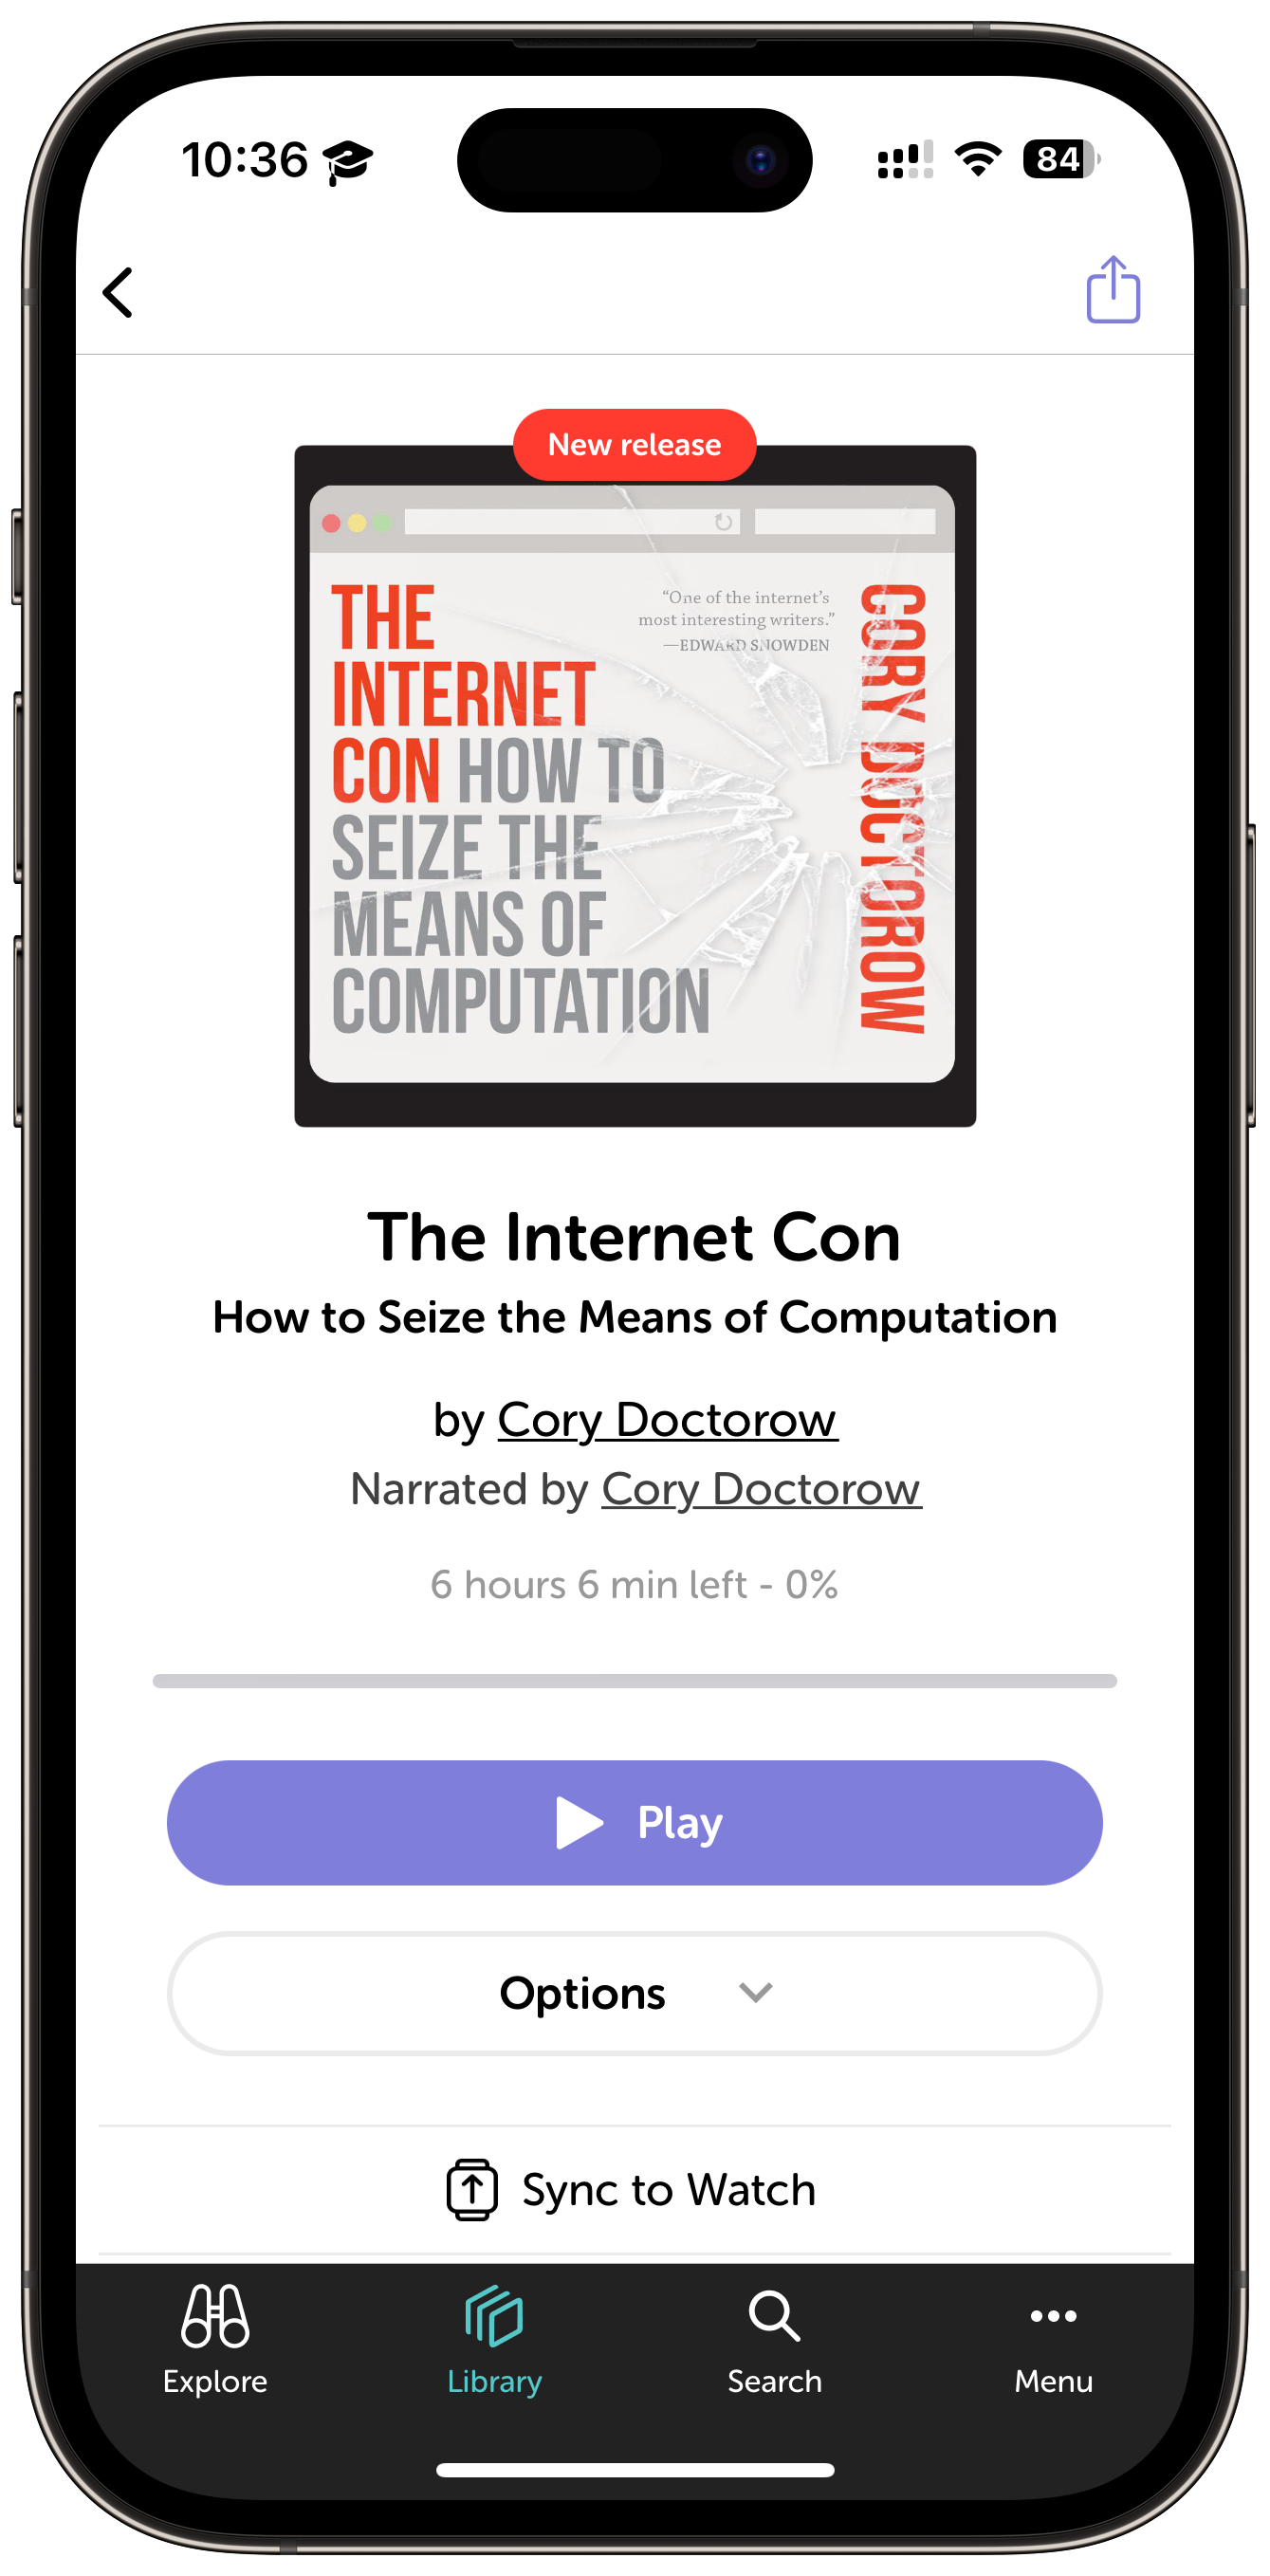 10:36
84
New release
THE
INTERNET
CON HOW TO
SEIZE THE
MEANS OF
COMPUTATION
“One of the internet’s
most interesting writers.”
—EDWARD SNOWDEN
CORY DOCTOROW
The Internet Con
How to Seize the Means of Computation
by Cory Doctorow
Narrated by Cory Doctorow
6 hours 6 min left - 0%
Play
Options
Sync to Watch
Explore
Library
Search
Menu